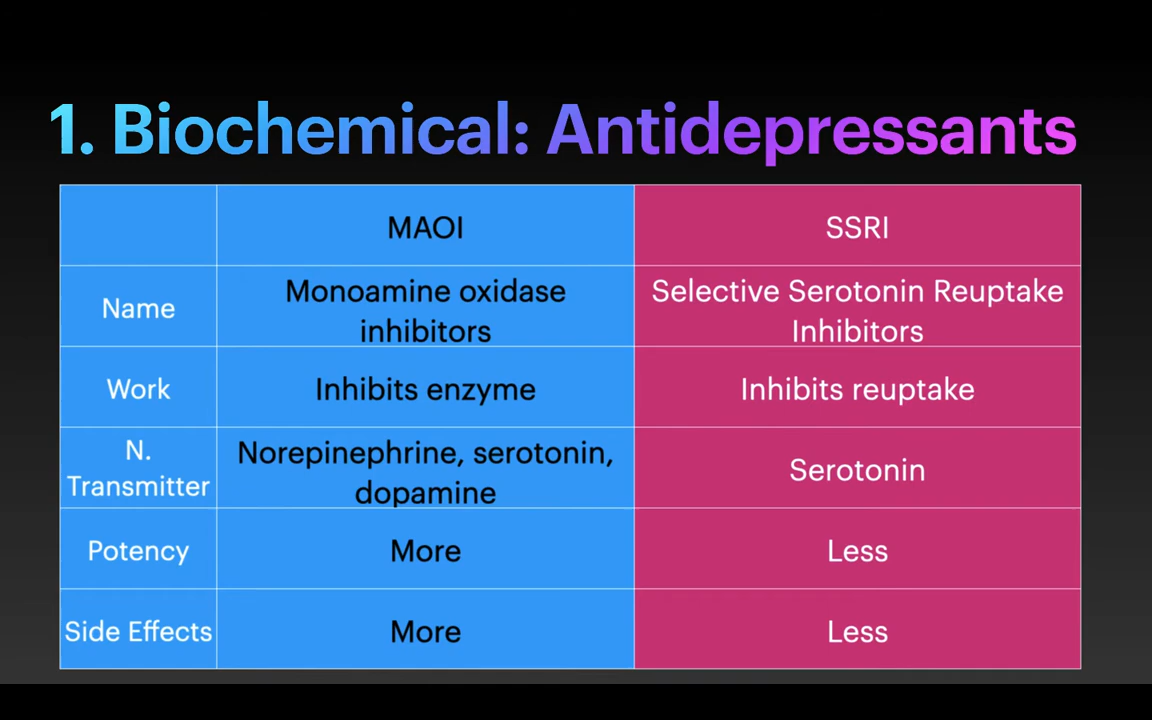 1. Biochemical: Antidepressants
MAOI SSRI
Name Monoamine oxidase inhibitors Selective Serotonin Reuptake Inhibitors
Work Inhibits enzyme Inhibits reuptake
N. Transmitter Norepinephrine, serotonin, dopamine Serotonin
Potency More Less
Side Effects More Less